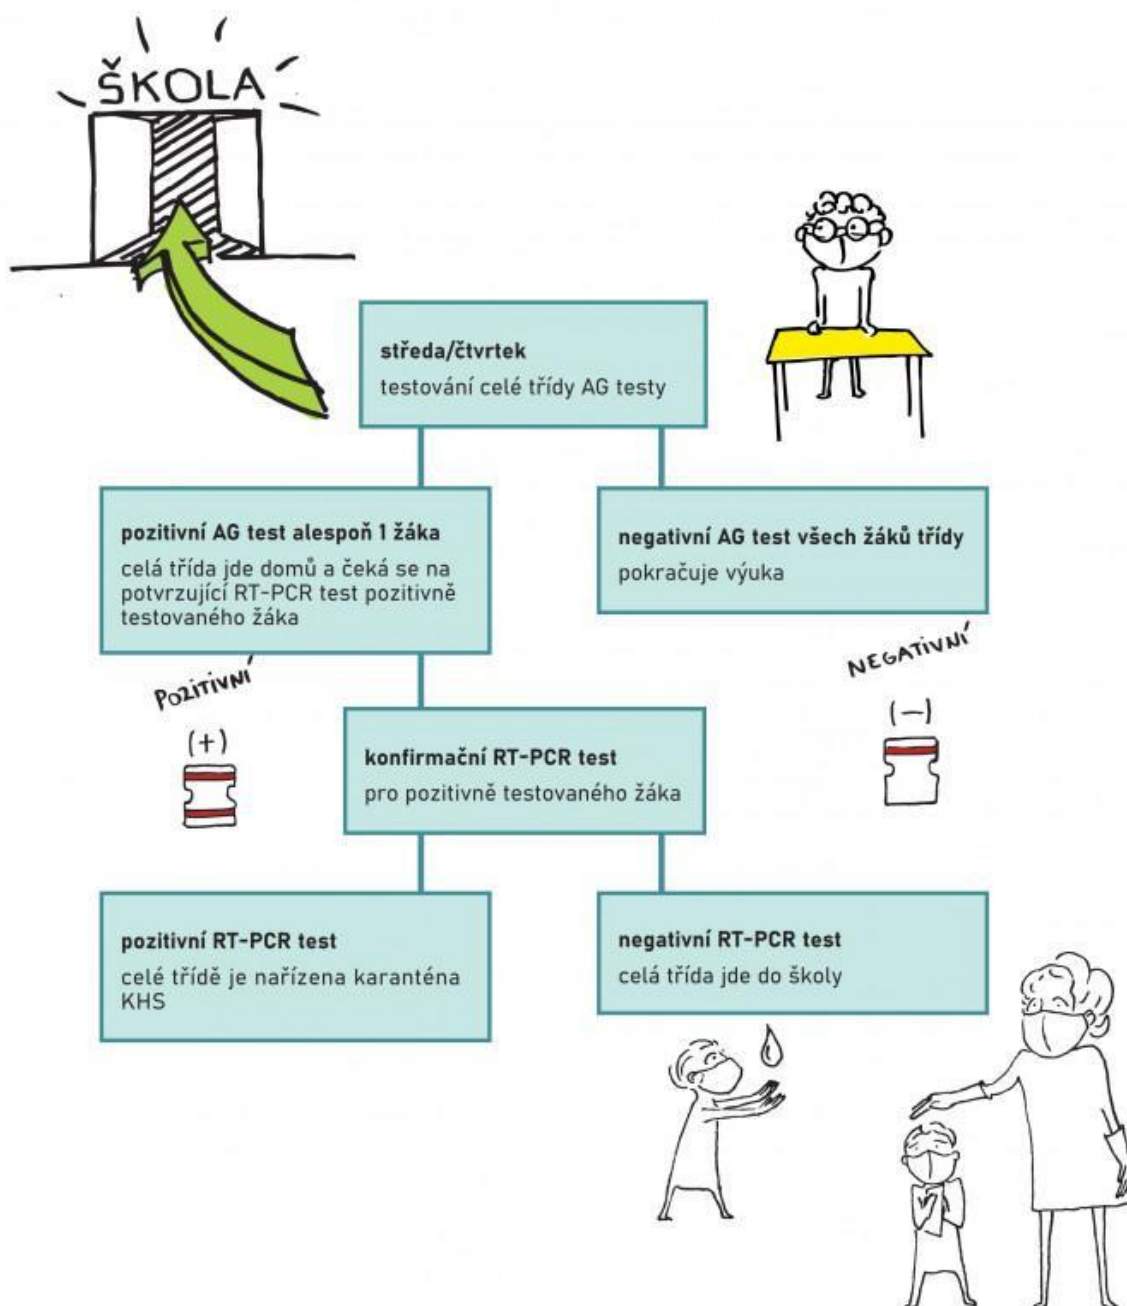 ŠKOLA
středa/čtvrtek
testování celé třídy AG testy
pozitivní AG test alespoň 1 žáka
celá třída jde domů a čeká se na
potvrzující RT-PCR test pozitivně
testovaného žáka
negativní AG test všech žáků třídy
pokračuje výuka
POZITIVNÍ
(+)
NEGATIVNÍ
(-)
konfirmační RT-PCR test
pro pozitivně testovaného žáka
pozitivní RT-PCR test
celé třídě je nařízena karanténa
KHS
negativní RT-PCR test
celá třída jde do školy